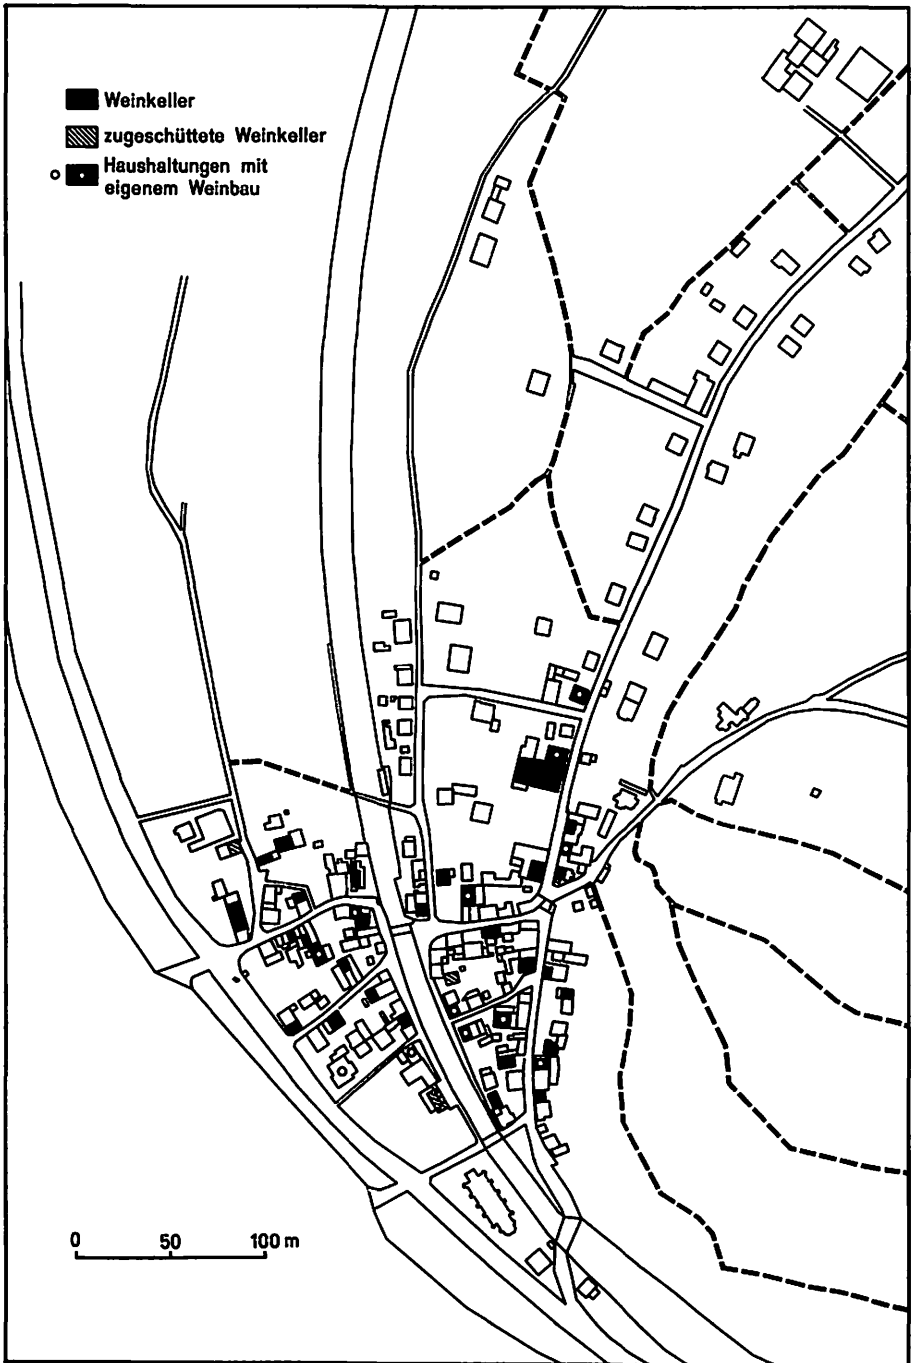 Weinkeller
zugeschüttete Weinkeller
Haushaltungen mit
eigenem Weinbau
0 50 100 m